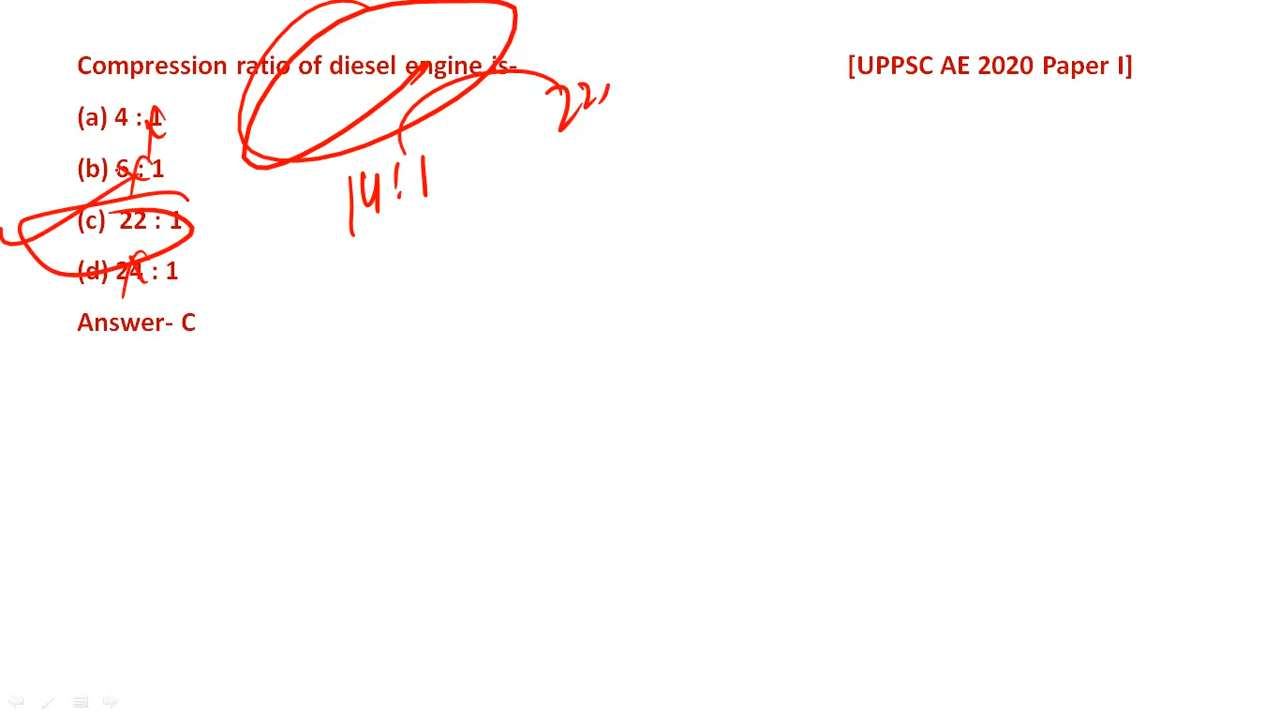 Compression ratio of diesel engine is- [UPPSC AE 2020 Paper I]
(a) 4 : 1
(b) 6 : 1
(c) 22 : 1
(d) 24 : 1
Answer- C
14:1
22